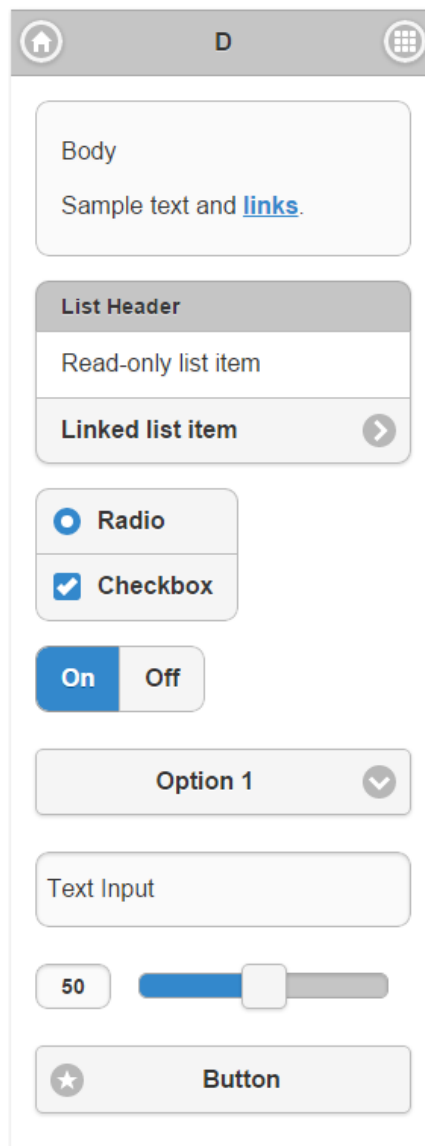 D
Body
Sample text and links.
List Header
Read-only list item
Linked list item
Radio
Checkbox
On Off
Option 1
Text Input
50
Button